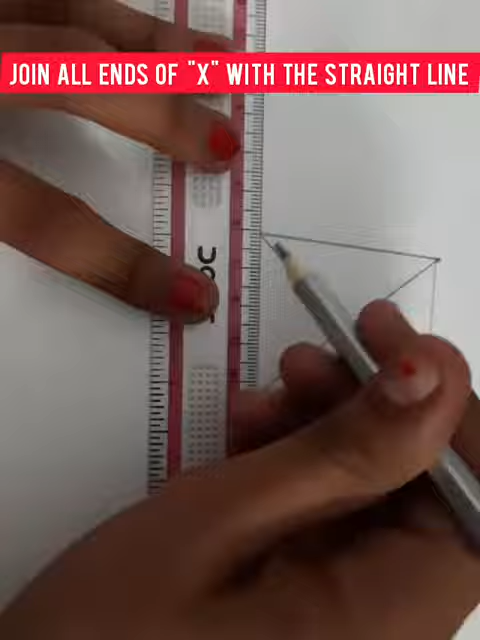 JOIN ALL ENDS OF "X" WITH THE STRAIGHT LINE